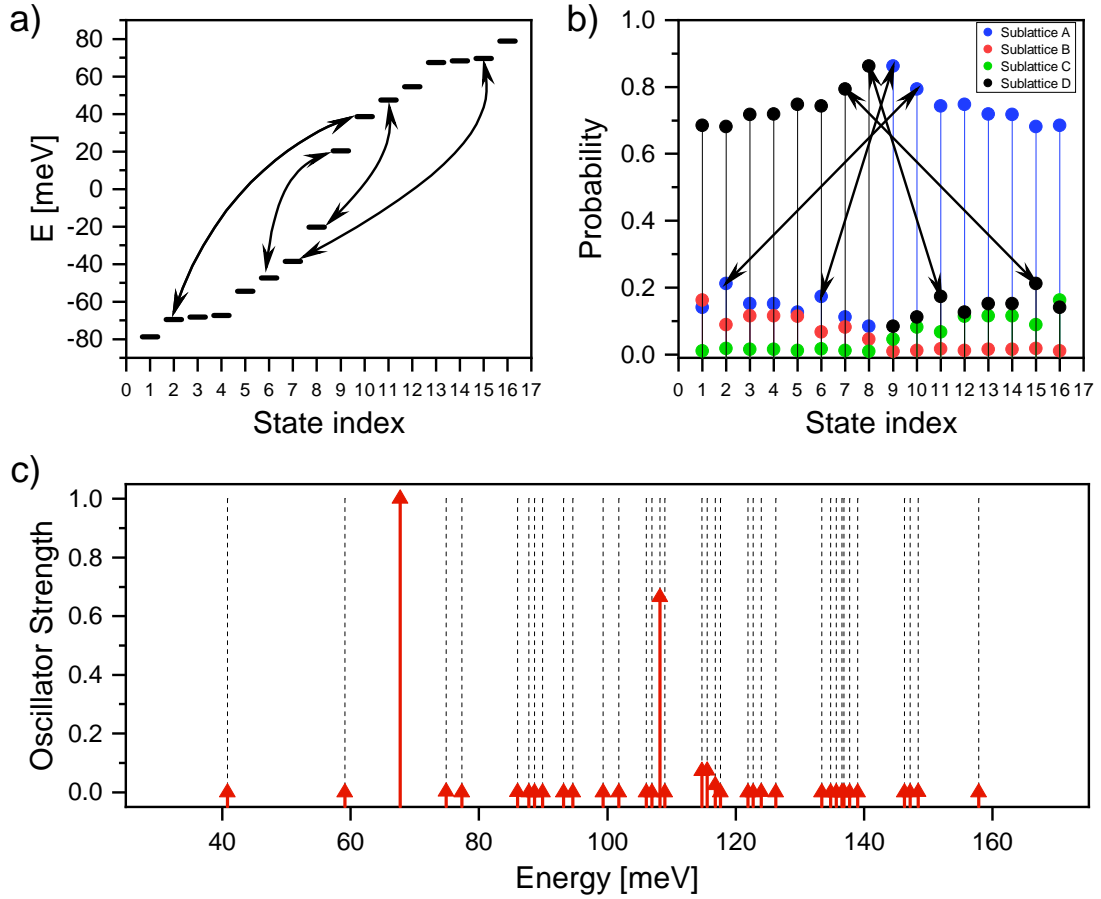 a)
E [meV]
80
60
40
20
0
-20
-40
-60
-80
0 1 2 3 4 5 6 7 8 9 10 11 12 13 14 15 16 17
State index
b)
Probability
1.0
0.8
0.6
0.4
0.2
0.0
Sublattice A
Sublattice B
Sublattice C
Sublattice D
0 1 2 3 4 5 6 7 8 9 10 11 12 13 14 15 16 17
State index
c)
Oscillator Strength
1.0
0.8
0.6
0.4
0.2
0.0
40 60 80 100 120 140 160
Energy [meV]